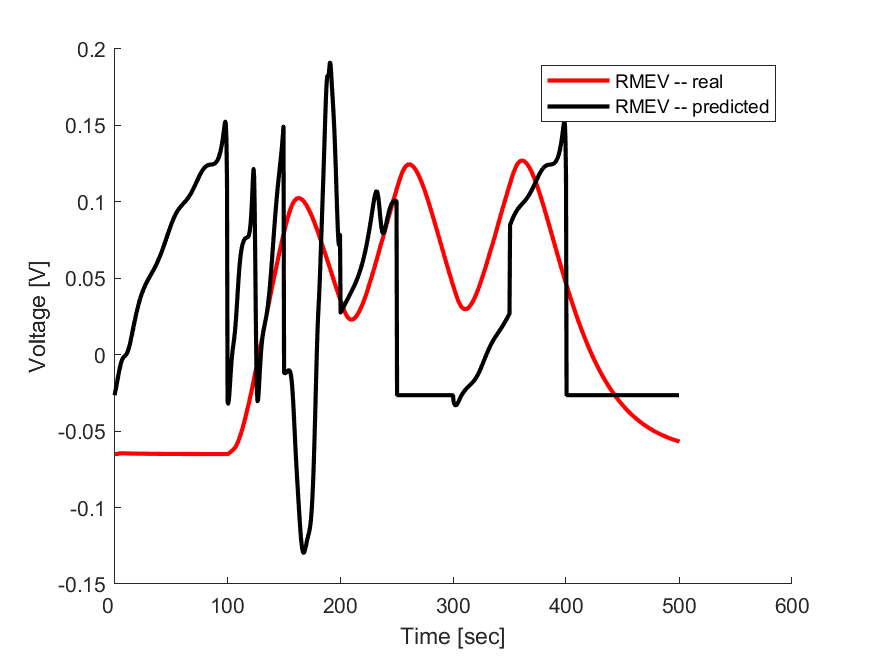 0.2
0.15
0.1
0.05
0
-0.05
-0.1
-0.15
Voltage [V]
RMEV -- real
RMEV -- predicted
0 100 200 300 400 500 600
Time [sec]